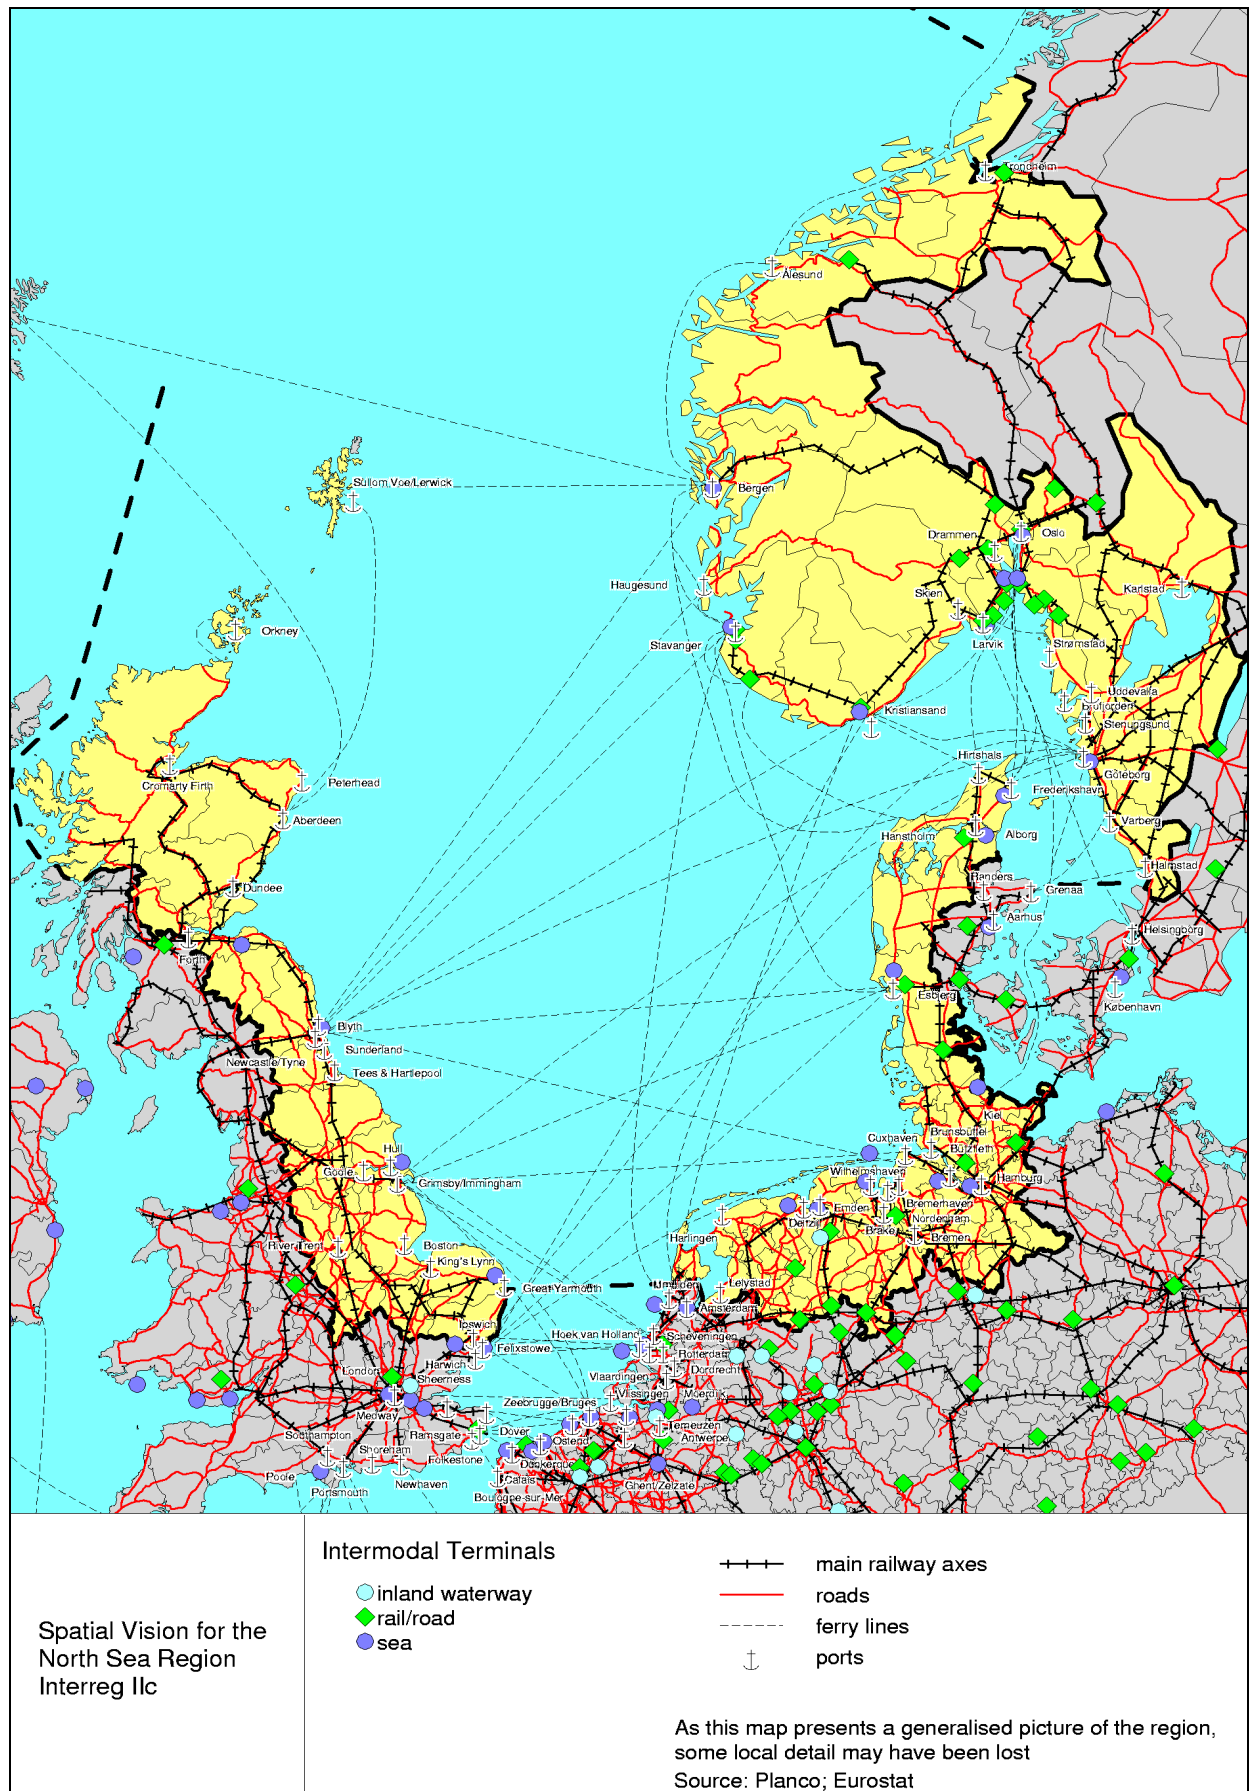 Trondheim
Ålesund
Sullom Voe/Lerwick
Bergen
Drammen
Oslo
Haugesund
Skien
Karlstad
Orkney
Stavanger
Larvik
Strømstad
Uddevalla
Brofjorden
Kristiansand
Stenungsund
Hirtshals
Göteborg
Cromarty Firth
Peterhead
Frederikshavn
Aberdeen
Varberg
Hanstholm
Alborg
Halmstad
Dundee
Randers
Grenaa
Aarhus
Helsingborg
Forth
Esbjerg
København
Blyth
Sunderland
Newcastle/Tyne
Tees & Hartlepool
Kiel
Brunsbüttel
Cuxhaven
Bützfleth
Hull
Goole
Grimsby/Immingham
Wilhelmshaven
Hamburg
Emden
Bremerhaven
Delfzijl
Nordenham
Brake
Bremen
Harlingen
River Trent
Boston
King's Lynn
Great Yarmouth
Lelystad
Amsterdam
Ipswich
Hoek van Holland
Scheveningen
Felixstowe
Rotterdam
Harwich
Dordrecht
London
Sheerness
Vlaardingen
Vlissingen
Moerdijk
Zeebrugge/Bruges
Medway
Terneuzen
Ramsgate
Dover
Ostend
Antwerpen
Southampton
Shoreham
Folkestone
Dunkerque
Poole
Newhaven
Calais
Ghent/Zelzate
Portsmouth
Boulogne-sur-Mer
Spatial Vision for the
North Sea Region
Interreg IIc
Intermodal Terminals
inland waterway
rail/road
sea
main railway axes
roads
ferry lines
ports
As this map presents a generalised picture of the region,
some local detail may have been lost
Source: Planco; Eurostat